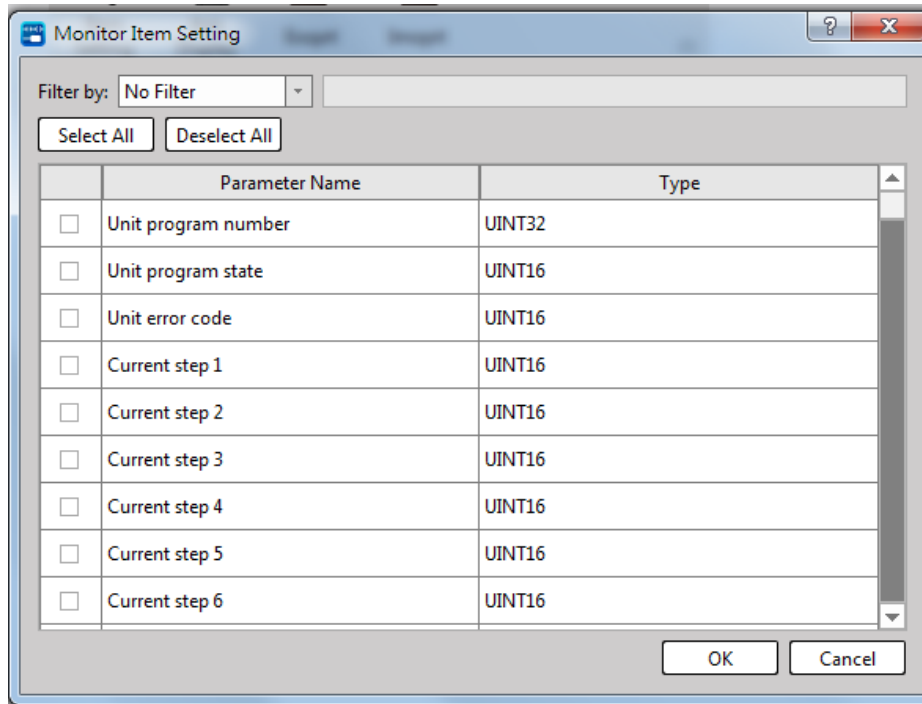 Monitor Item Setting
Filter by: No Filter
Select All Deselect All
Parameter Name Type
Unit program number UINT32
Unit program state UINT16
Unit error code UINT16
Current step 1 UINT16
Current step 2 UINT16
Current step 3 UINT16
Current step 4 UINT16
Current step 5 UINT16
Current step 6 UINT16
OK Cancel